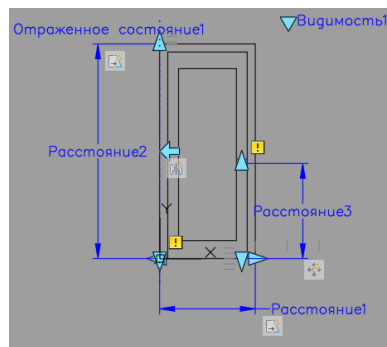 Видимость1
Отраженное состояние1
Расстояние2
Y
Расстояние3
X
Расстояние1